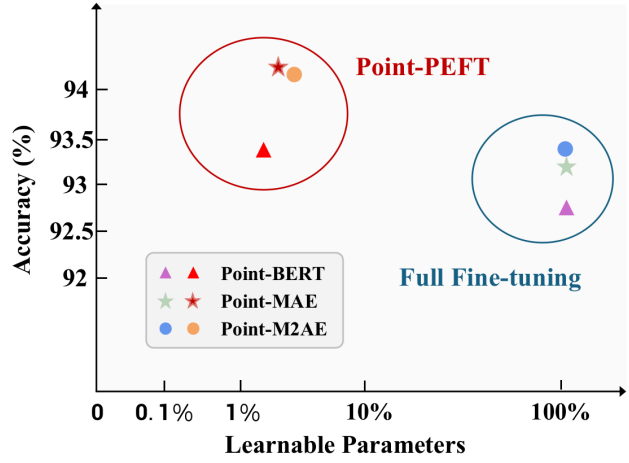 Point-PEFT
94
93.5
93
92.5
92
Accuracy (%)
Full Fine-tuning
Point-BERT
Point-MAE
Point-M2AE
0 0.1% 1% 10% 100%
Learnable Parameters